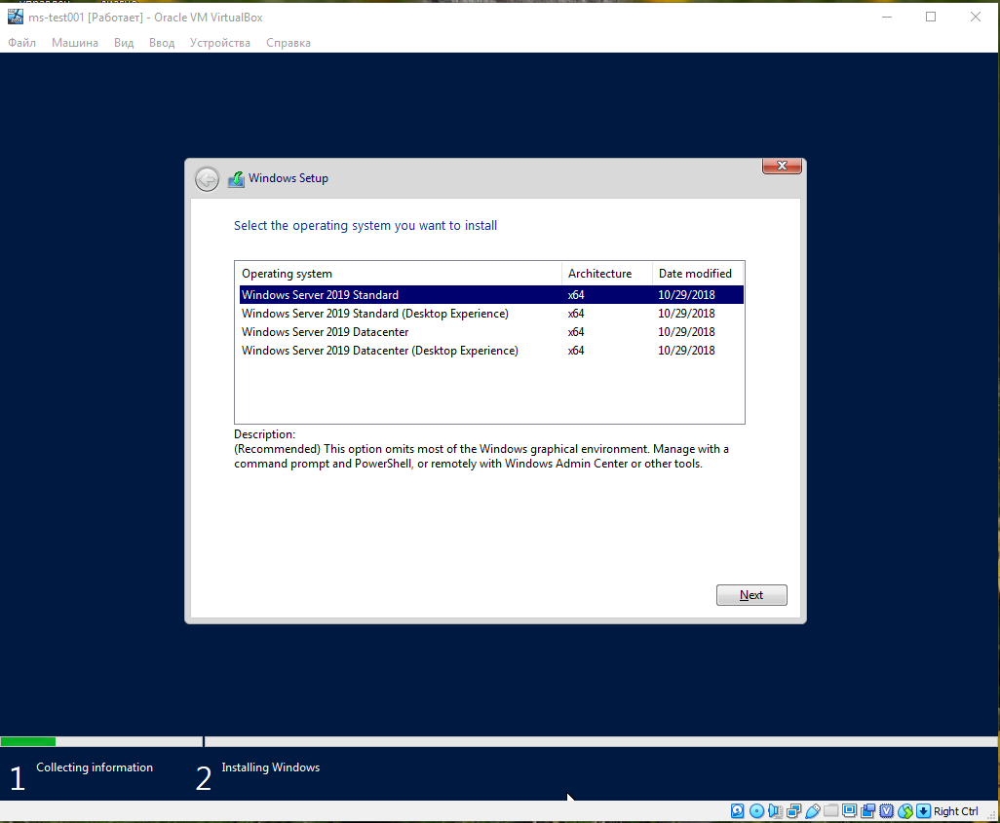 ms-test001 [Работает] - Oracle VM VirtualBox
Файл Машина Вид Ввод Устройства Справка
Windows Setup
Select the operating system you want to install
Operating system Architecture Date modified
Windows Server 2019 Standard x64 10/29/2018
Windows Server 2019 Standard (Desktop Experience) x64 10/29/2018
Windows Server 2019 Datacenter x64 10/29/2018
Windows Server 2019 Datacenter (Desktop Experience) x64 10/29/2018
Description:
(Recommended) This option omits most of the Windows graphical environment. Manage with a
command prompt and PowerShell, or remotely with Windows Admin Center or other tools.
Next
1 Collecting information 2 Installing Windows
Right Ctrl